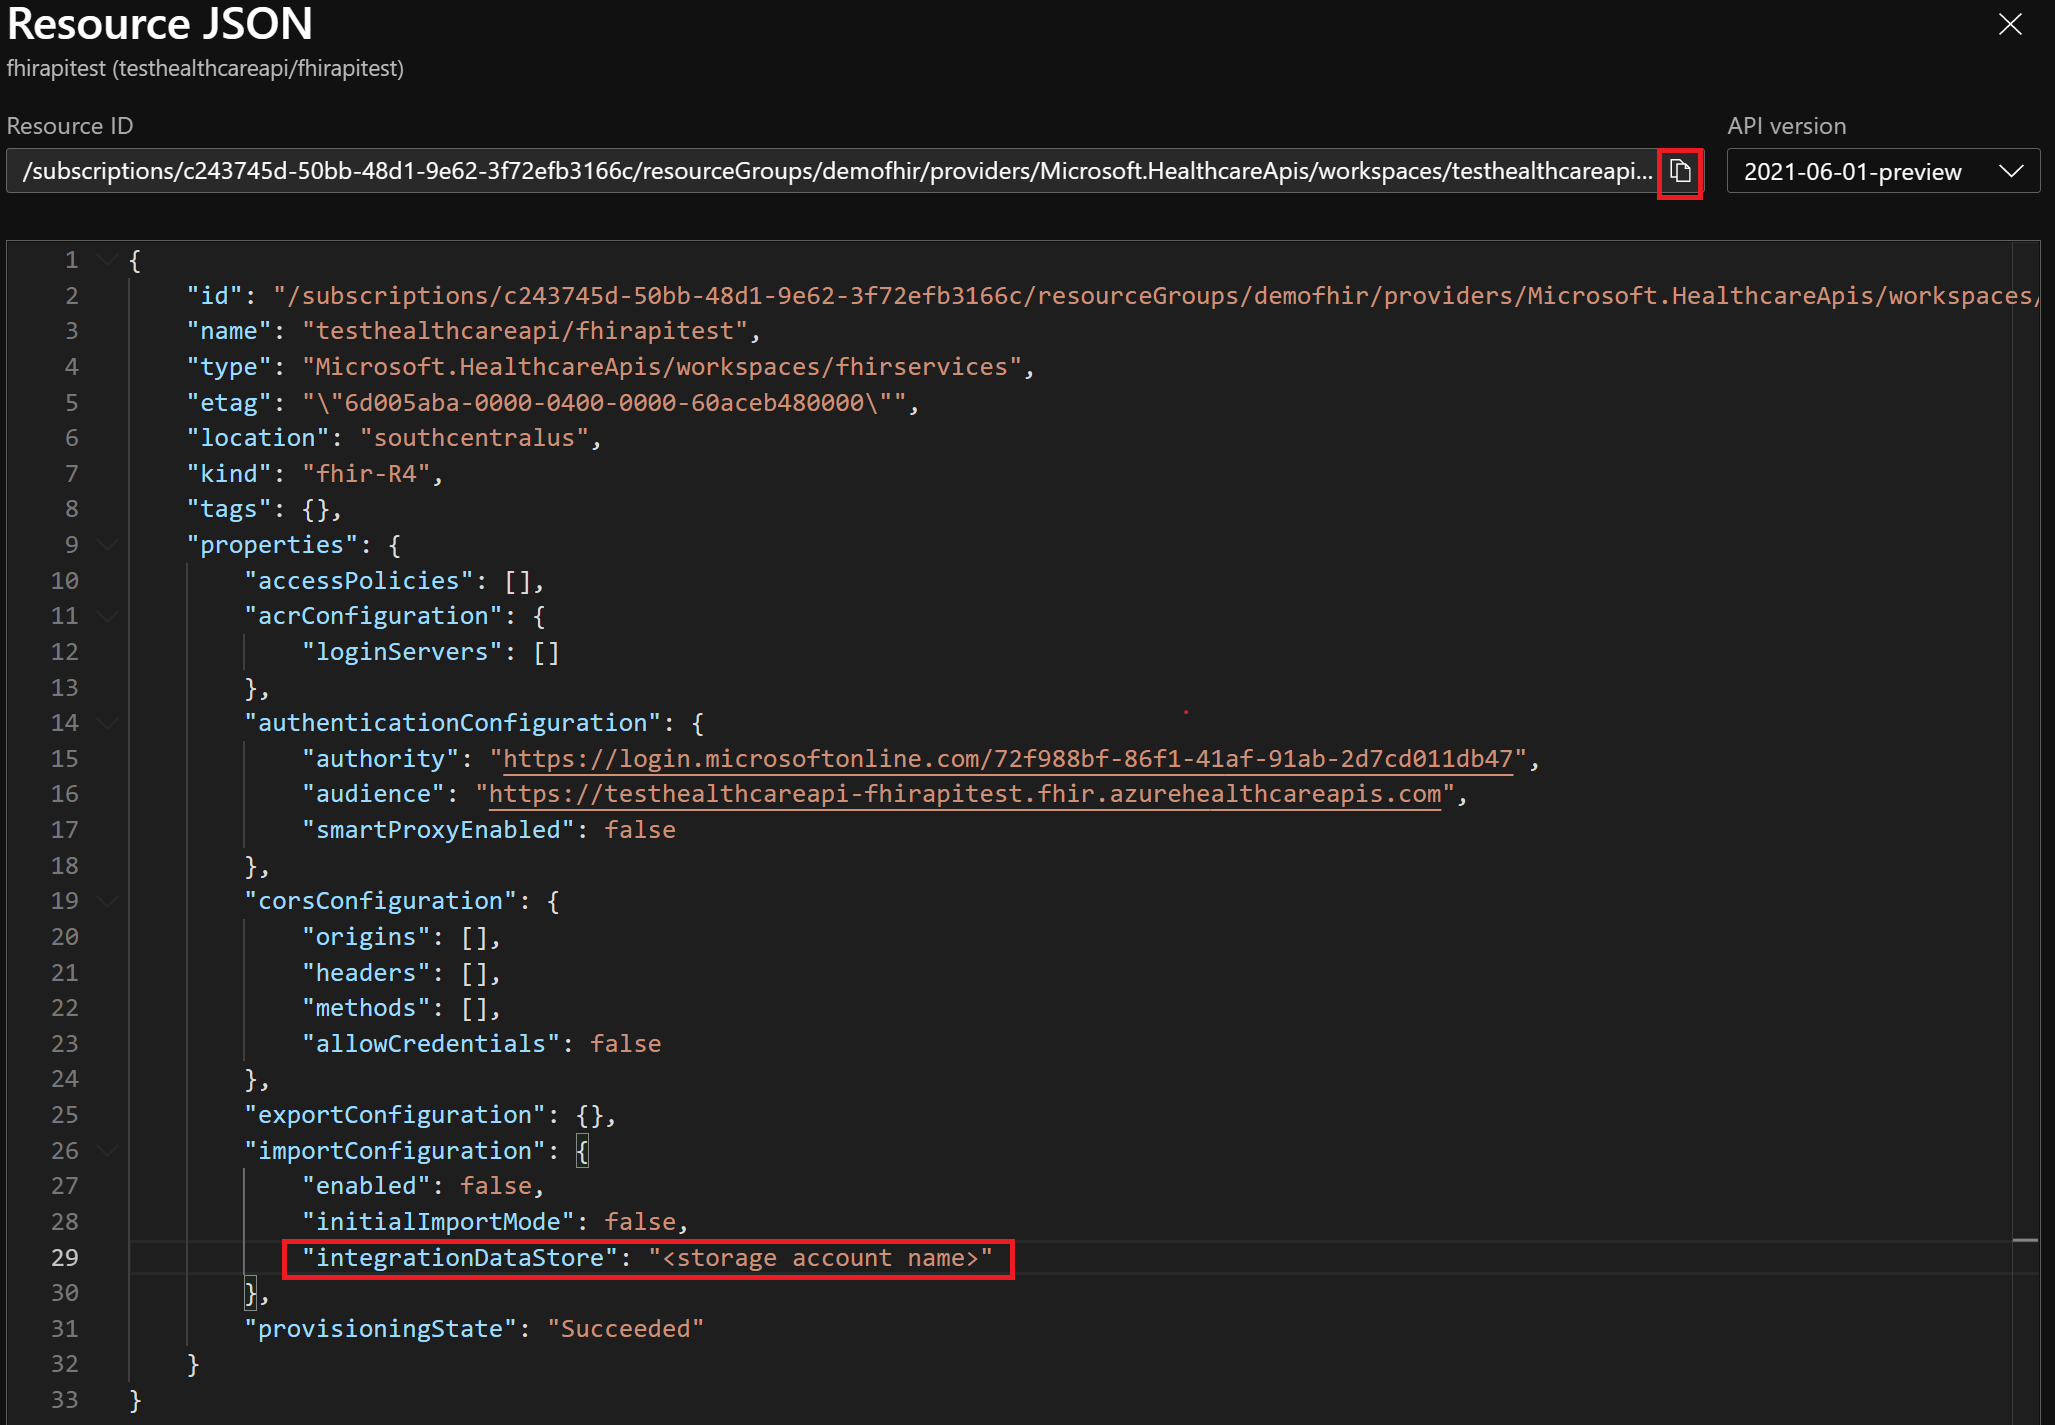 Resource JSON
fhirapitest (testhealthcareapi/fhirapitest)
Resource ID
API version
/subscriptions/c243745d-50bb-48d1-9e62-3f72efb3166c/resourceGroups/demofhir/providers/Microsoft.HealthcareApis/workspaces/testhealthcareapi...
2021-06-01-preview
1 {
2 "id": "/subscriptions/c243745d-50bb-48d1-9e62-3f72efb3166c/resourceGroups/demofhir/providers/Microsoft.HealthcareApis/workspaces/
3 "name": "testhealthcareapi/fhirapitest",
4 "type": "Microsoft.HealthcareApis/workspaces/fhirservices",
5 "etag": "\"6d005aba-0000-0400-0000-60aceb480000\"",
6 "location": "southcentralus",
7 "kind": "fhir-R4",
8 "tags": {},
9 "properties": {
10 "accessPolicies": [],
11 "acrConfiguration": {
12 "loginServers": []
13 },
14 "authenticationConfiguration": {
15 "authority": "https://login.microsoftonline.com/72f988bf-86f1-41af-91ab-2d7cd011db47",
16 "audience": "https://testhealthcareapi-fhirapitest.fhir.azurehealthcareapis.com",
17 "smartProxyEnabled": false
18 },
19 "corsConfiguration": {
20 "origins": [],
21 "headers": [],
22 "methods": [],
23 "allowCredentials": false
24 },
25 "exportConfiguration": {},
26 "importConfiguration": {
27 "enabled": false,
28 "initialImportMode": false,
29 "integrationDataStore": "<storage account name>"
30 },
31 "provisioningState": "Succeeded"
32 }
33 }